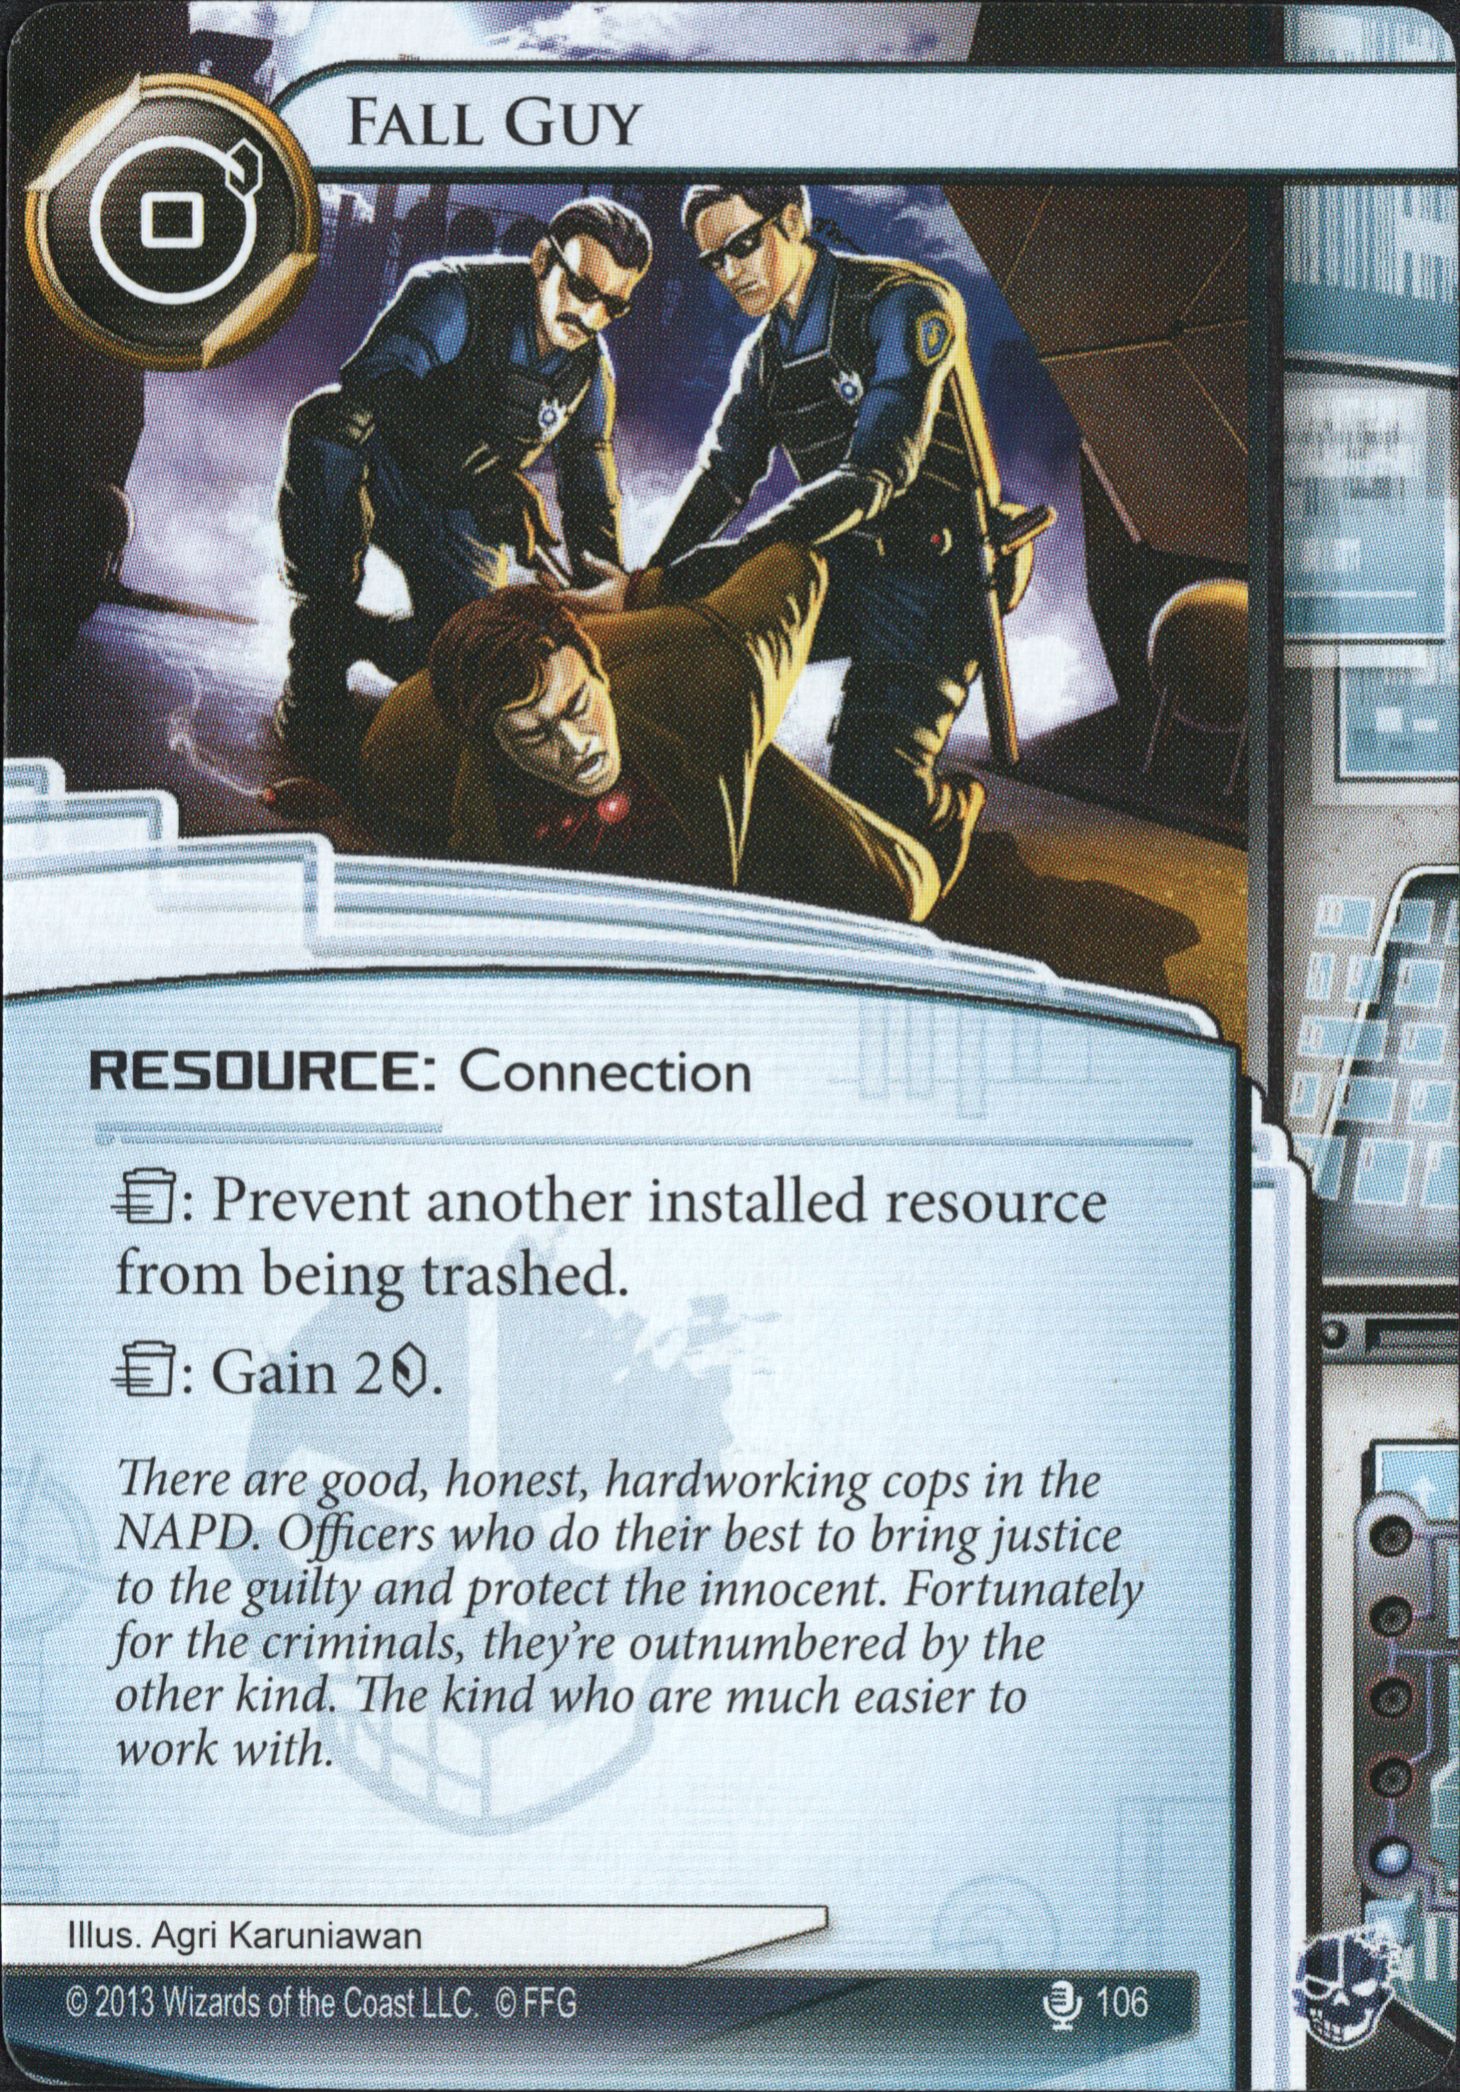 0
FALL GUY
RESOURCE: Connection
: Prevent another installed resource
from being trashed.
: Gain 2.
There are good, honest, hardworking cops in the
NAPD. Officers who do their best to bring justice
to the guilty and protect the innocent. Fortunately
for the criminals, they're outnumbered by the
other kind. The kind who are much easier to
work with.
Illus. Agri Karuniawan
© 2013 Wizards of the Coast LLC. © FFG
106